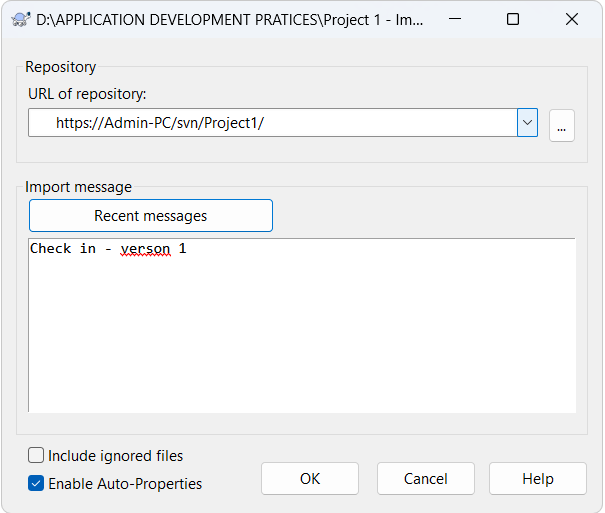 D:\APPLICATION DEVELOPMENT PRATICES\Project 1 - Im...
Repository
URL of repository:
https://Admin-PC/svn/Project1/
...
Import message
Recent messages
Check in - verson 1
Include ignored files
Enable Auto-Properties
OK
Cancel
Help